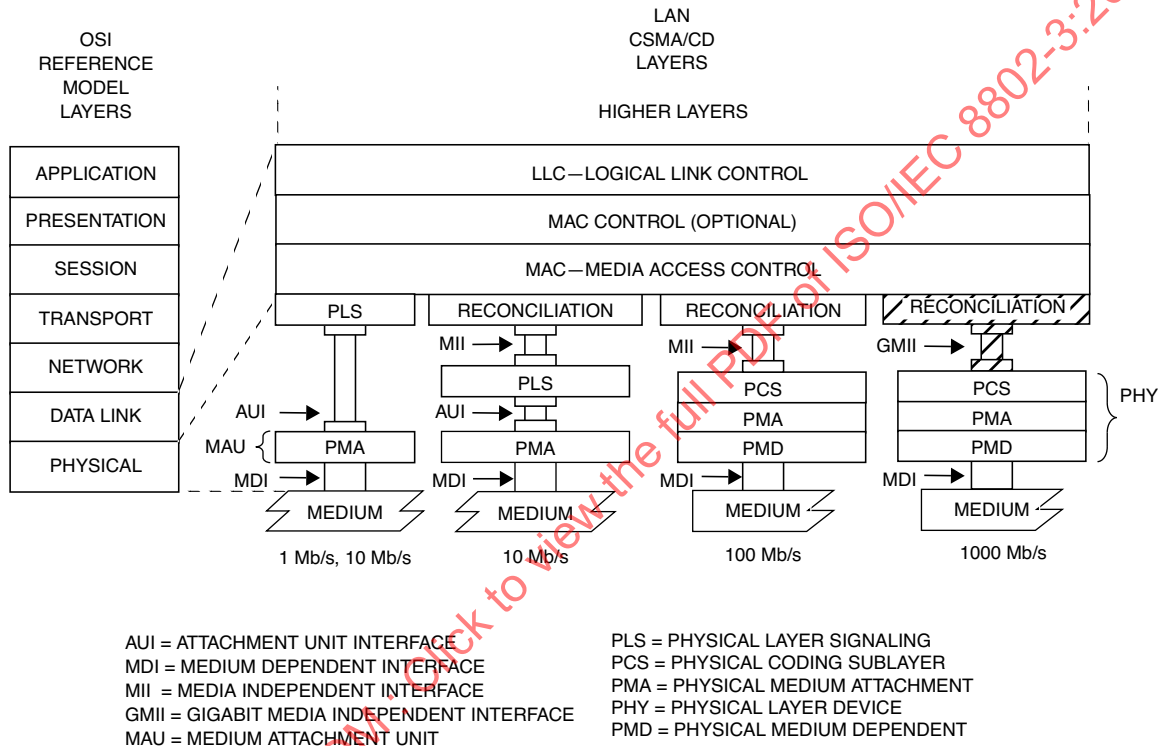 OSI
REFERENCE
MODEL
LAYERS
LAN
CSMA/CD
LAYERS
HIGHER LAYERS
APPLICATION
PRESENTATION
SESSION
TRANSPORT
NETWORK
DATA LINK
PHYSICAL
LLC—LOGICAL LINK CONTROL
MAC CONTROL (OPTIONAL)
MAC—MEDIA ACCESS CONTROL
PLS
AUI
MAU
PMA
MDI
MEDIUM
1 Mb/s, 10 Mb/s
RECONCILIATION
MII
PLS
AUI
PMA
MDI
MEDIUM
10 Mb/s
RECONCILIATION
MII
PCS
PMA
PMD
MDI
MEDIUM
100 Mb/s
RECONCILIATION
GMII
PCS
PMA
PMD
PHY
MDI
MEDIUM
1000 Mb/s
AUI = ATTACHMENT UNIT INTERFACE
MDI = MEDIUM DEPENDENT INTERFACE
MII = MEDIA INDEPENDENT INTERFACE
GMII = GIGABIT MEDIA INDEPENDENT INTERFACE
MAU = MEDIUM ATTACHMENT UNIT
PLS = PHYSICAL LAYER SIGNALING
PCS = PHYSICAL CODING SUBLAYER
PMA = PHYSICAL MEDIUM ATTACHMENT
PHY = PHYSICAL LAYER DEVICE
PMD = PHYSICAL MEDIUM DEPENDENT
: Click to view the full PDF of ISO/IEC 8802-3:2